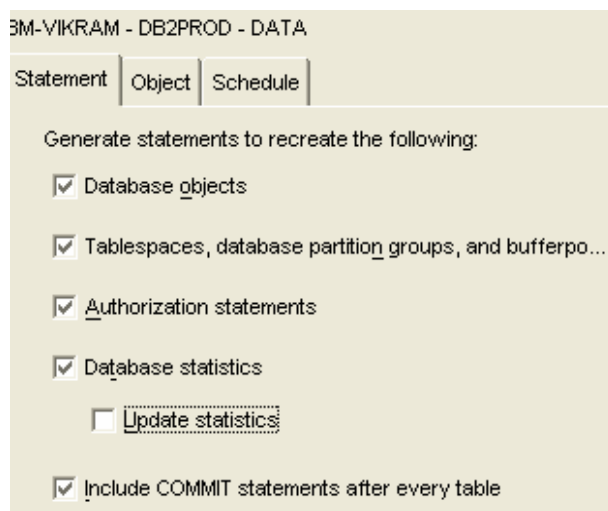 BM-VIKRAM - DB2PROD - DATA
Statement Object Schedule
Generate statements to recreate the following:
Database objects
Tablespaces, database partition groups, and bufferpo...
Authorization statements
Database statistics
Update statistics
Include COMMIT statements after every table